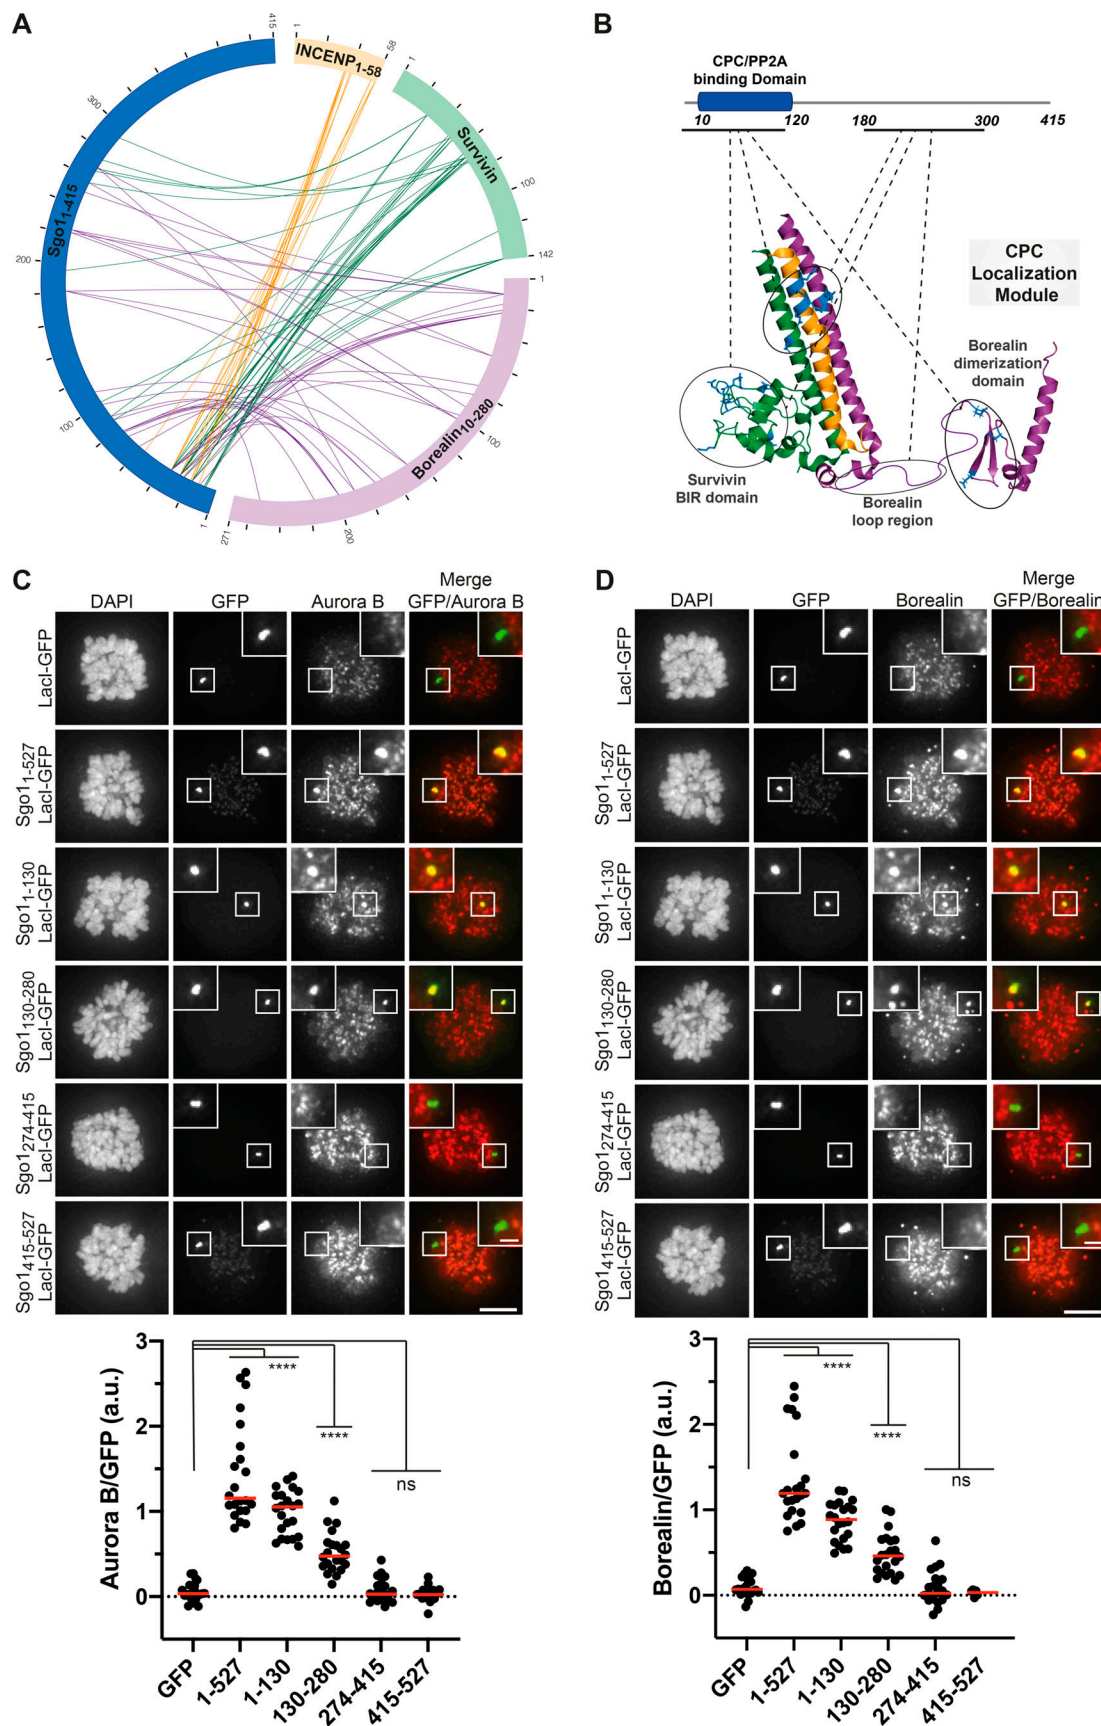 A
415
300
200
100
1
Sgo1₁₋₄₁₅
1
58
INCENP₁₋₅₈
1
100
142
Survivin
1
100
200
271
Borealin₁₀₋₂₈₀
B
CPC/PP2A
binding Domain
10
120
180
300
415
CPC
Localization
Module
Borealin
dimerization
domain
Survivin
BIR domain
Borealin
loop region
C
DAPI
GFP
Aurora B
Merge
GFP/Aurora B
LacI-GFP
Sgo1₁₋₅₂₇
LacI-GFP
Sgo1₁₋₁₃₀
LacI-GFP
Sgo1₁₃₀₋₂₈₀
LacI-GFP
Sgo1₂₇₄₋₄₁₅
LacI-GFP
Sgo1₄₁₅₋₅₂₇
LacI-GFP
Aurora B/GFP (a.u.)
3
2
1
0
****
****
ns
GFP
1-527
1-130
130-280
274-415
415-527
D
DAPI
GFP
Borealin
Merge
GFP/Borealin
LacI-GFP
Sgo1₁₋₅₂₇
LacI-GFP
Sgo1₁₋₁₃₀
LacI-GFP
Sgo1₁₃₀₋₂₈₀
LacI-GFP
Sgo1₂₇₄₋₄₁₅
LacI-GFP
Sgo1₄₁₅₋₅₂₇
LacI-GFP
Borealin/GFP (a.u.)
3
2
1
0
****
****
ns
GFP
1-527
1-130
130-280
274-415
415-527